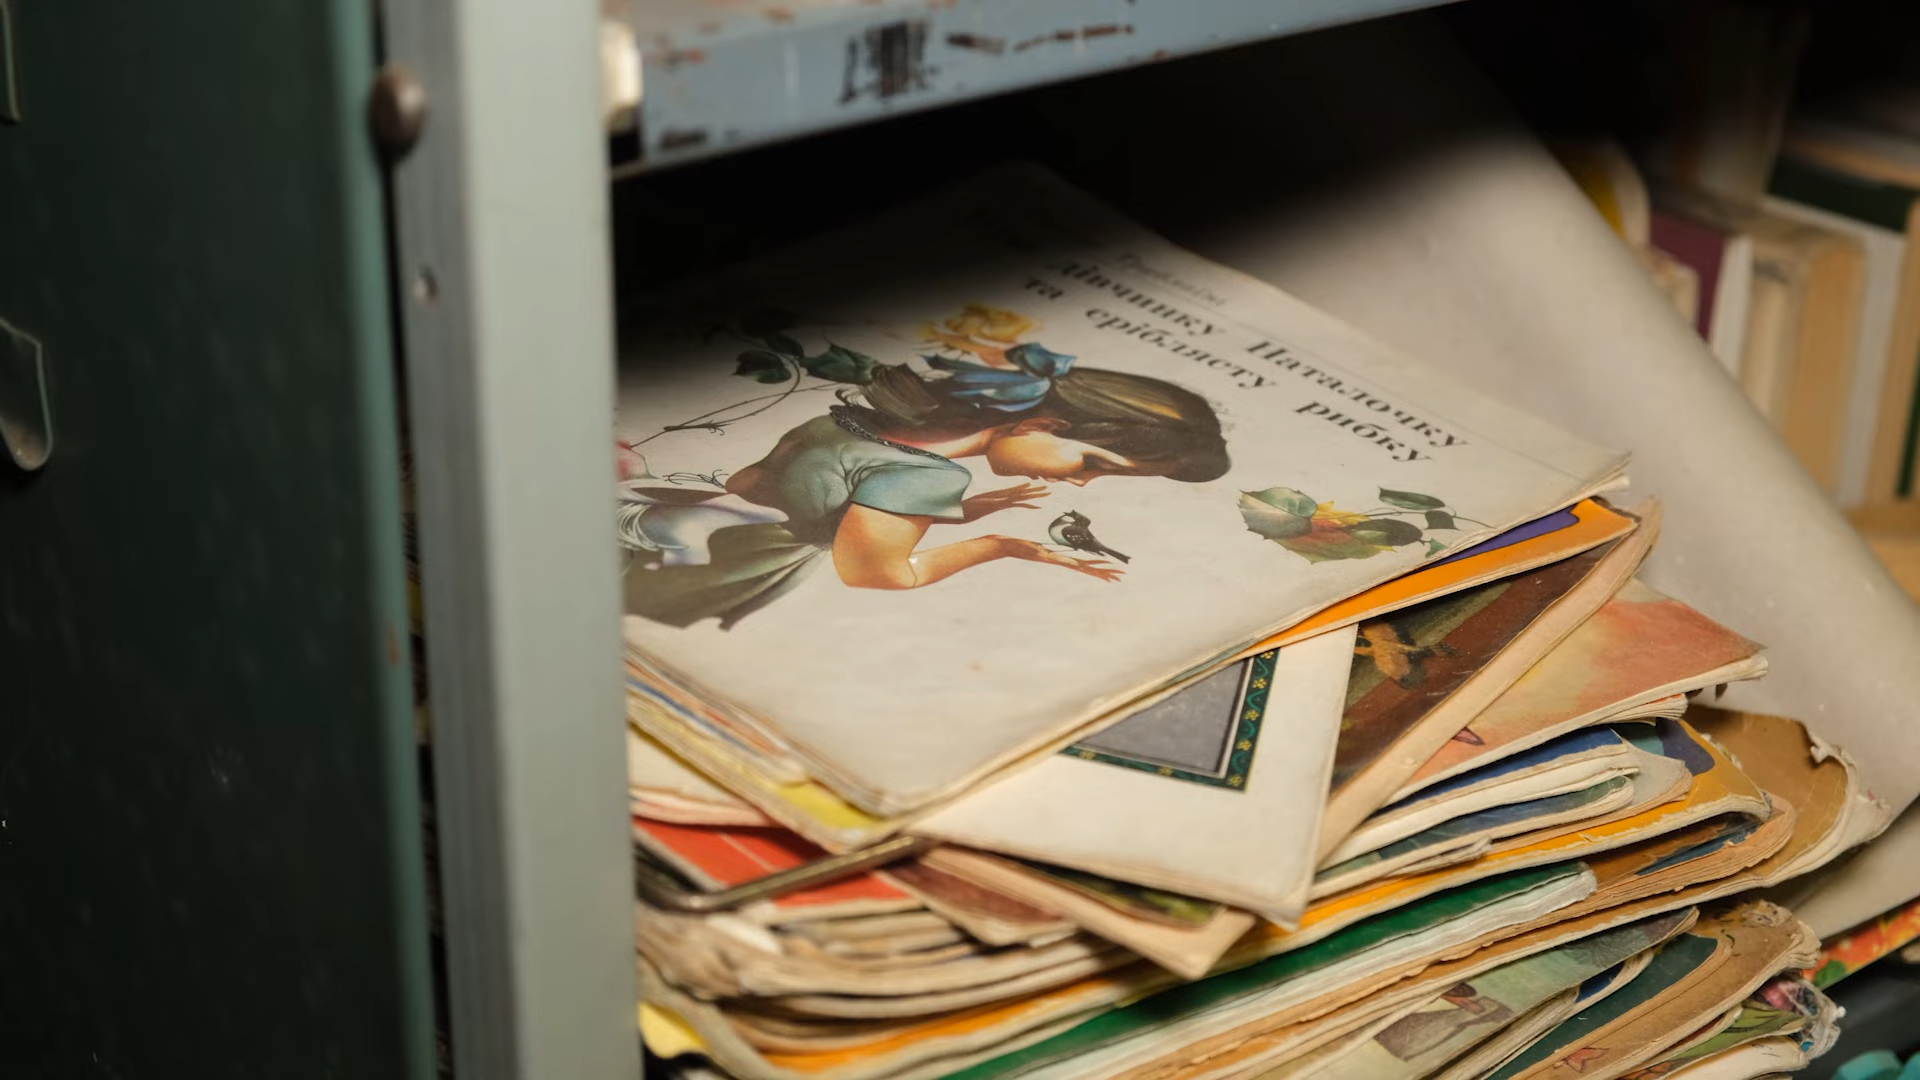 дівчинку Наталочку
та сріблясту рибку